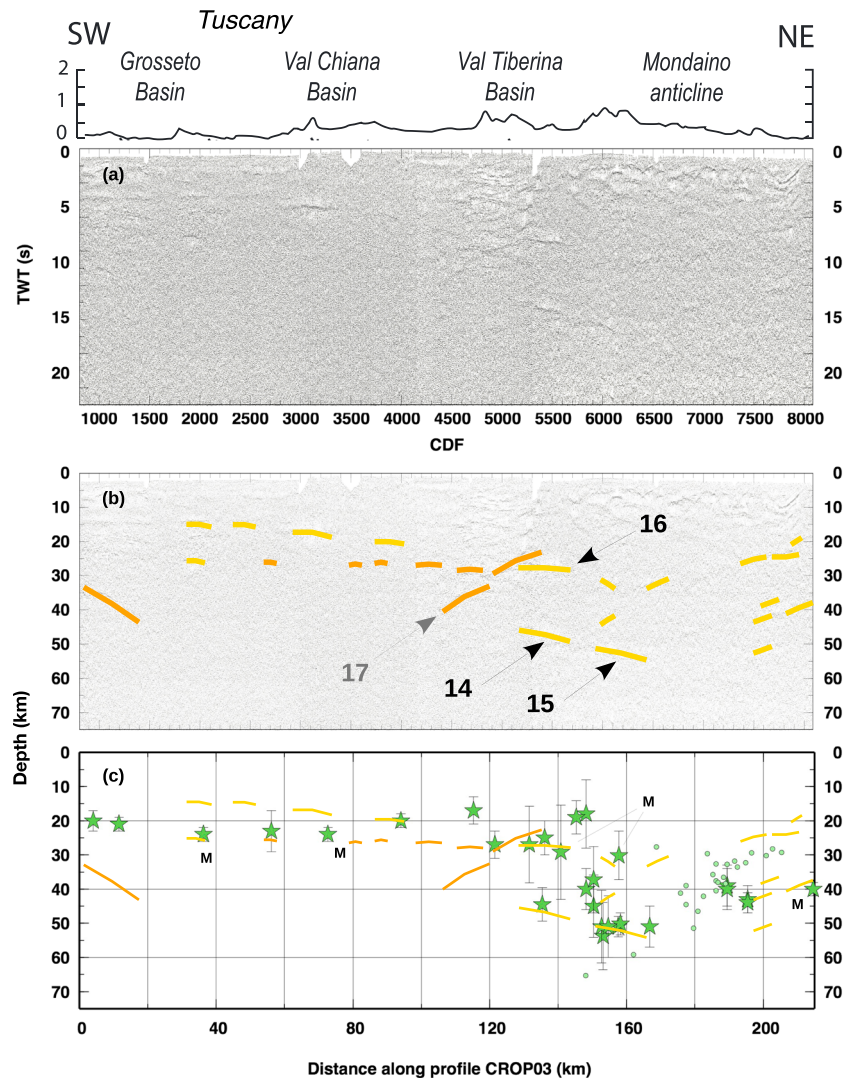 Tuscany
SW NE
Grosseto Basin
Val Chiana Basin
Val Tiberina Basin
Mondaino anticline
2
1
0
(a)
0 0
5 5
10 10
15 15
20 20
TWT (s)
1000 1500 2000 2500 3000 3500 4000 4500 5000 5500 6000 6500 7000 7500 8000
CDF
(b)
0 0
10 10
20 20
30 30
40 40
50 50
60 60
70 70
16
17
14
15
Depth (km)
(c)
0 0
10 10
20 20
30 30
40 40
50 50
60 60
70 70
M
M
M
M
0 40 80 120 160 200
Distance along profile CROP03 (km)